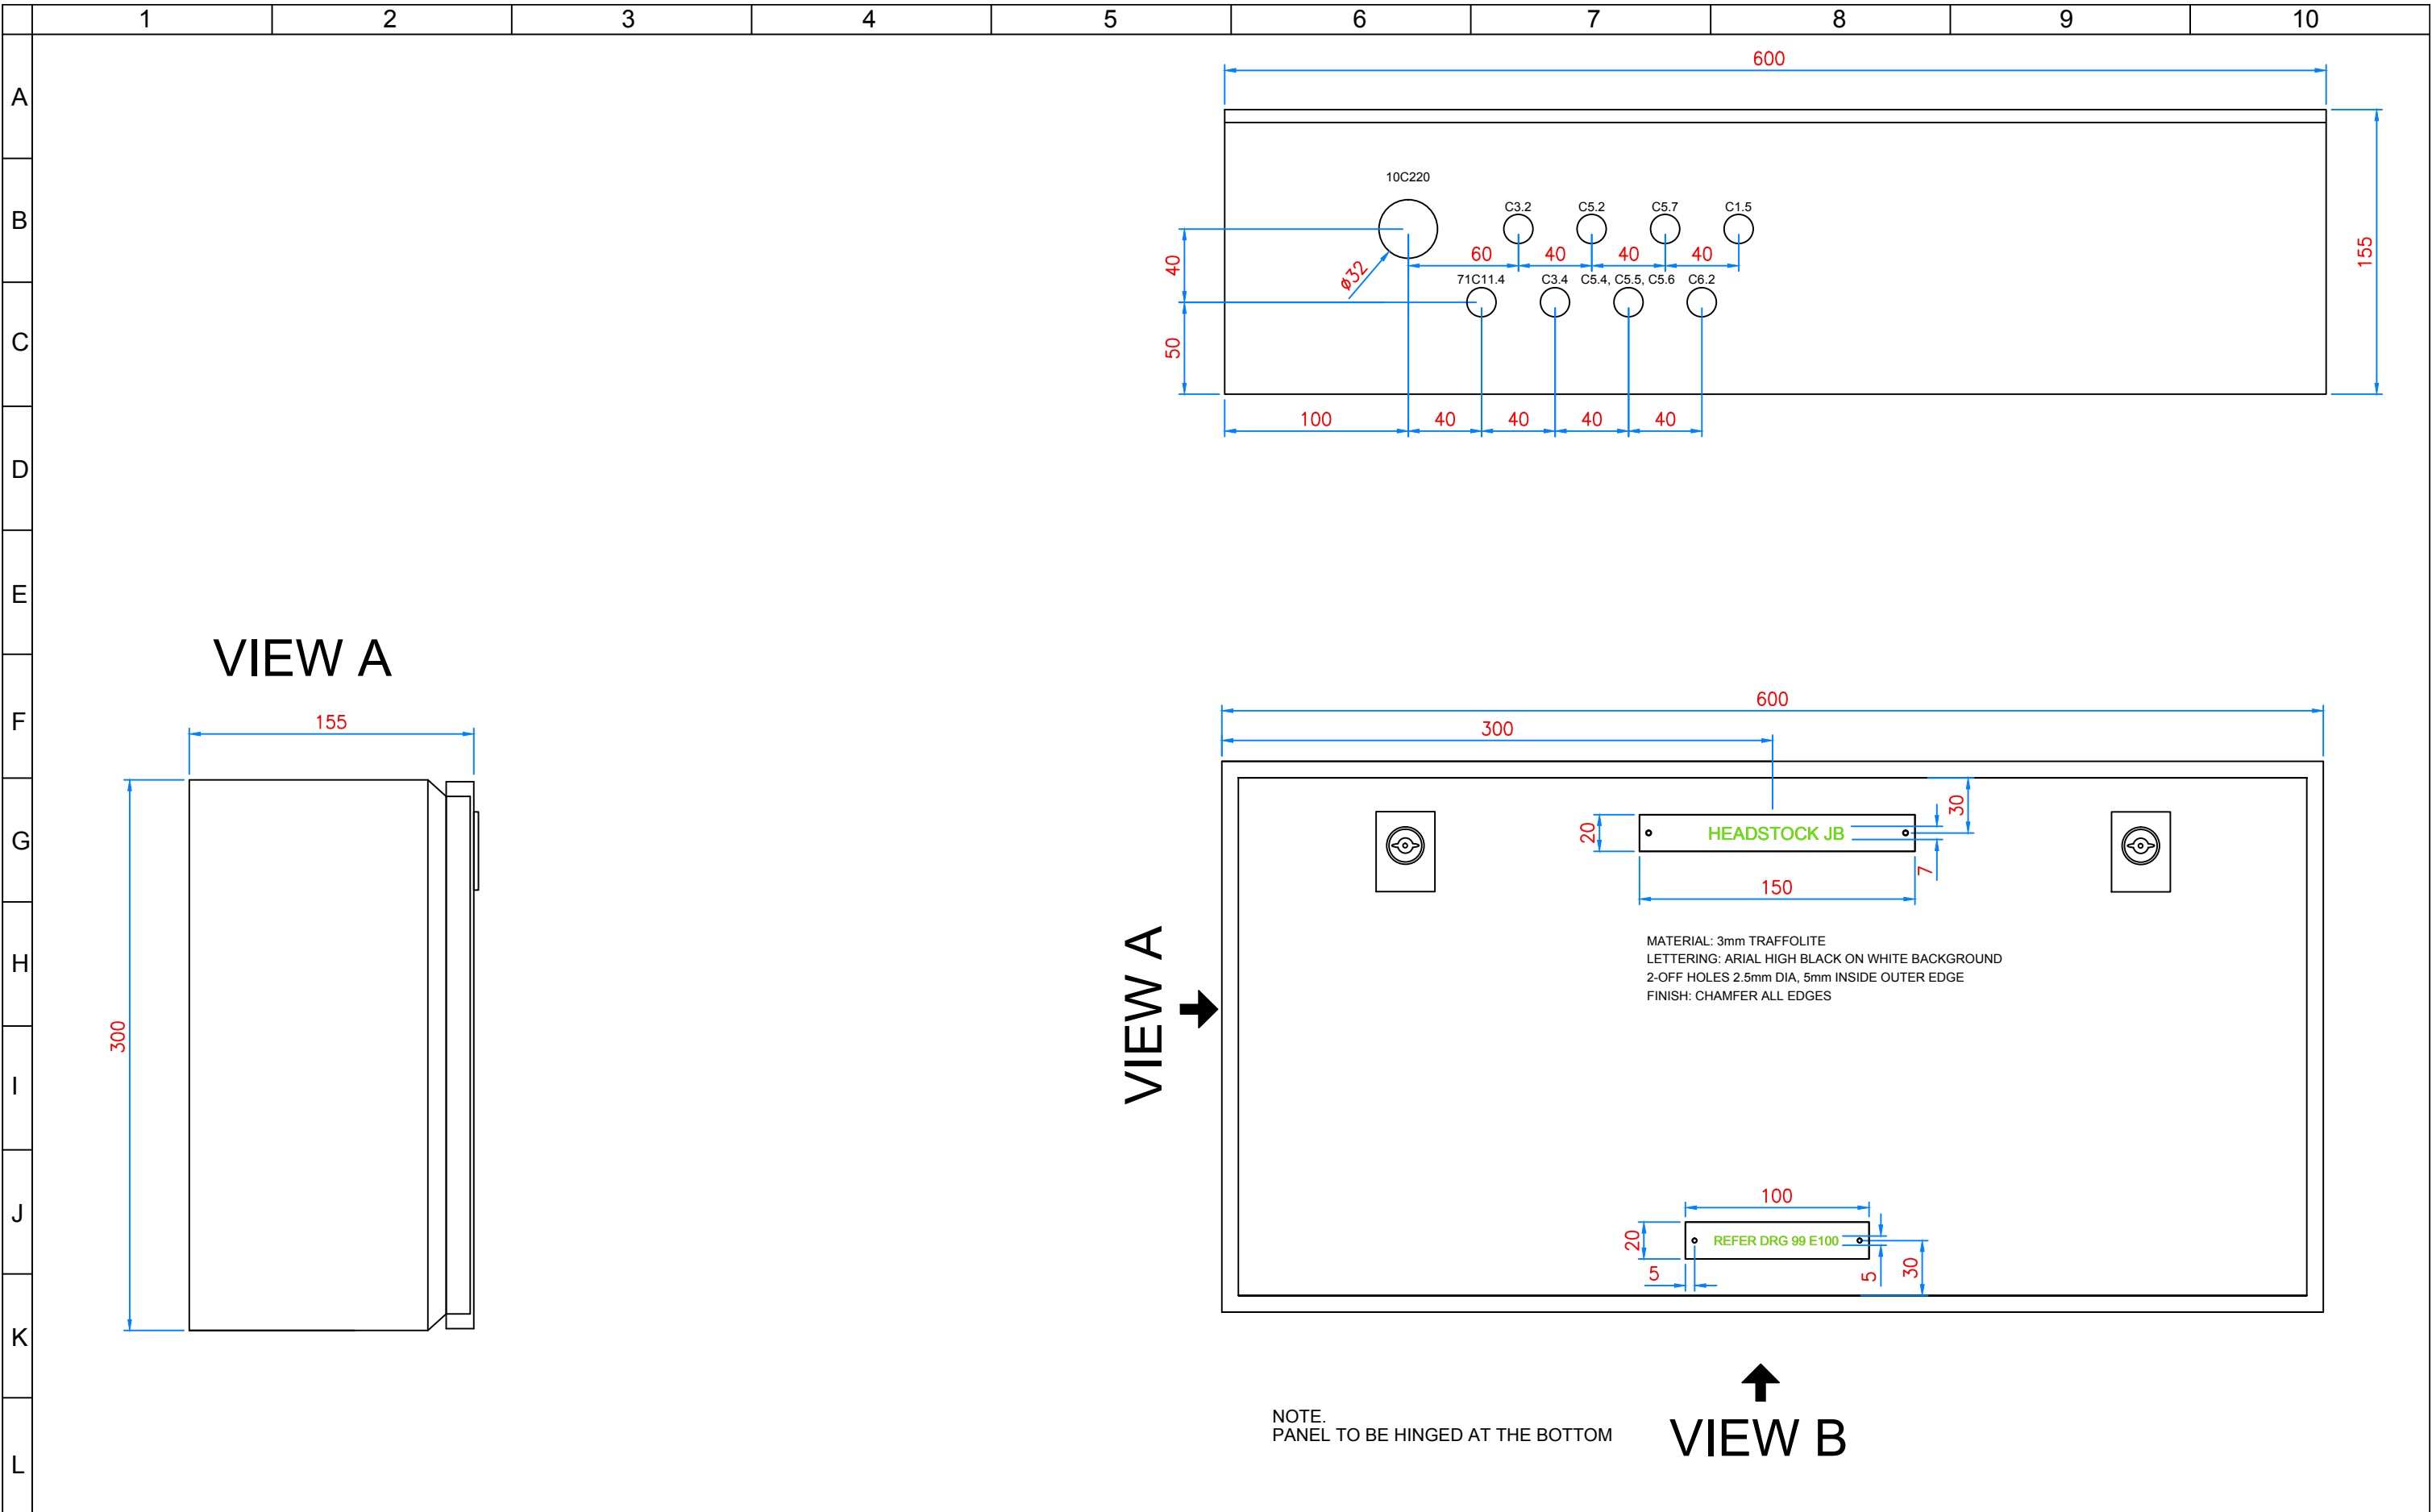 1 2 3 4 5 6 7 8 9 10
A
B
C
D
E
F
G
H
I
J
K
L
600
155
10C220
C3.2 C5.2 C5.7 C1.5
40
60 40 40 40
ø32
71C11.4 C3.4 C5.4, C5.5, C5.6 C6.2
50
100 40 40 40 40
VIEW A
155
300
600
300
30
20
HEADSTOCK JB
7
150
MATERIAL: 3mm TRAFFOLITE
LETTERING: ARIAL HIGH BLACK ON WHITE BACKGROUND
2-OFF HOLES 2.5mm DIA, 5mm INSIDE OUTER EDGE
FINISH: CHAMFER ALL EDGES
VIEW A
100
20
REFER DRG 99 E100
5
5
30
NOTE.
PANEL TO BE HINGED AT THE BOTTOM
VIEW B